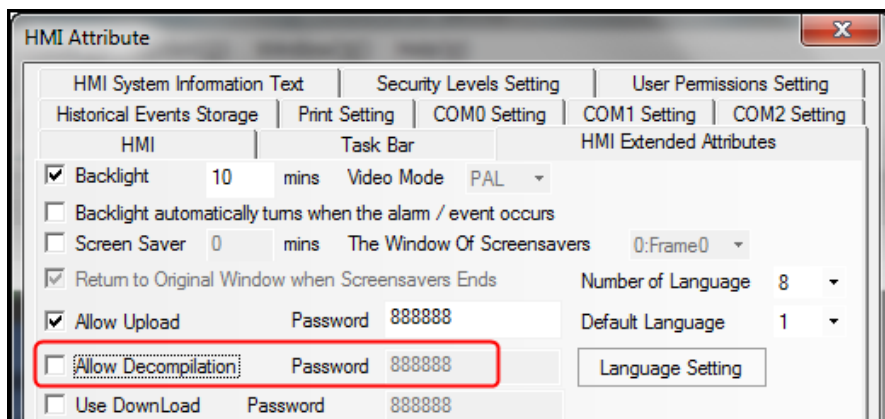 HMI Attribute
HMI System Information Text Security Levels Setting User Permissions Setting
Historical Events Storage Print Setting COM0 Setting COM1 Setting COM2 Setting
HMI Task Bar HMI Extended Attributes
Backlight 10 mins Video Mode PAL
Backlight automatically turns when the alarm / event occurs
Screen Saver 0 mins The Window Of Screensavers 0:Frame0
Return to Original Window when Screensavers Ends Number of Language 8
Allow Upload Password 888888 Default Language 1
Allow Decompilation Password 888888 Language Setting
Use DownLoad Password 888888